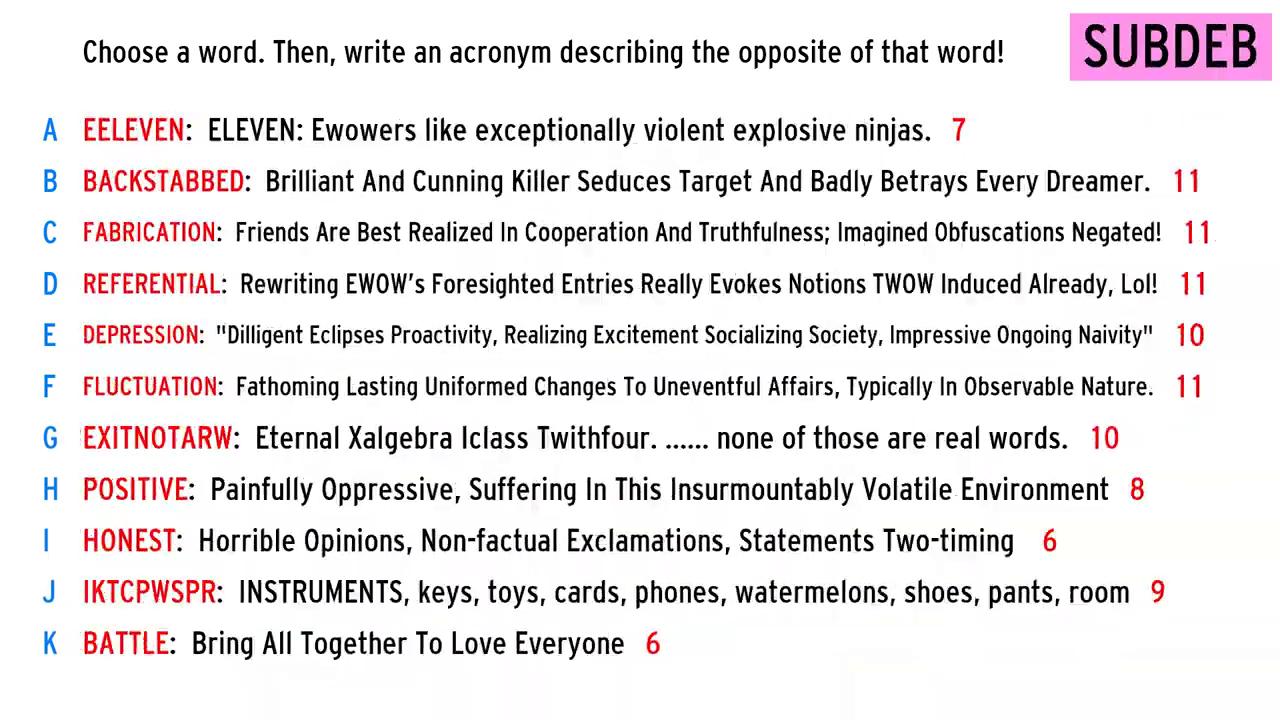 Choose a word. Then, write an acronym describing the opposite of that word!
SUBDEB
A EELEVEN: ELEVEN: Ewowers like exceptionally violent explosive ninjas. 7
B BACKSTABBED: Brilliant And Cunning Killer Seduces Target And Badly Betrays Every Dreamer. 11
C FABRICATION: Friends Are Best Realized In Cooperation And Truthfulness; Imagined Obfuscations Negated! 11
D REFERENTIAL: Rewriting EWOW's Foresighted Entries Really Evokes Notions TWOW Induced Already, Lol! 11
E DEPRESSION: "Dilligent Eclipses Proactivity, Realizing Excitement Socializing Society, Impressive Ongoing Naivity" 10
F FLUCTUATION: Fathoming Lasting Uniformed Changes To Uneventful Affairs, Typically In Observable Nature. 11
G EXITNOTARW: Eternal Xalgebra Iclass Twithfour. ...... none of those are real words. 10
H POSITIVE: Painfully Oppressive, Suffering In This Insurmountably Volatile Environment 8
I HONEST: Horrible Opinions, Non-factual Exclamations, Statements Two-timing 6
J IKTCPWSPR: INSTRUMENTS, keys, toys, cards, phones, watermelons, shoes, pants, room 9
K BATTLE: Bring All Together To Love Everyone 6